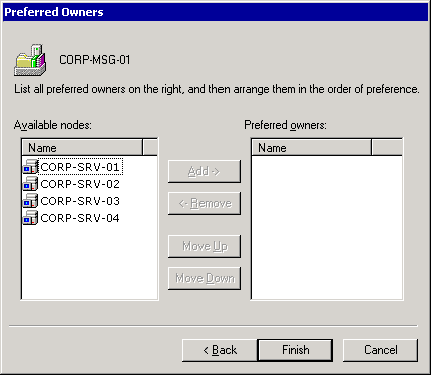 Preferred Owners
CORP-MSG-01
List all preferred owners on the right, and then arrange them in the order of preference.
Available nodes:
Preferred owners:
Name
Name
CORP-SRV-01
CORP-SRV-02
CORP-SRV-03
CORP-SRV-04
Add ->
<- Remove
Move Up
Move Down
< Back
Finish
Cancel